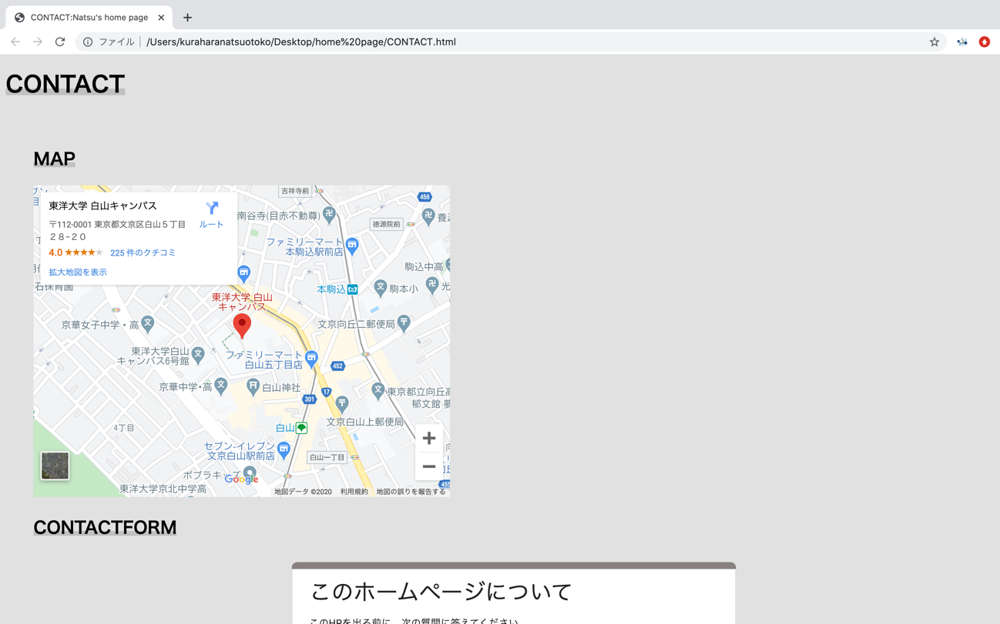 CONTACT:Natsu's home page
ファイル
/Users/kuraharanatsuotoko/Desktop/home%20page/CONTACT.html
CONTACT
MAP
東洋大学 白山キャンパス
〒112-0001 東京都文京区白山５丁目
２８−２０
4.0
225 件のクチコミ
拡大地図を表示
ルート
吉祥寺前
458
南谷寺(目赤不動尊)
徳源院前
ファミリーマート
本駒込駅前店
駒込中高
石保育園
本駒込
駒本小
東洋大学 白山
キャンパス
京華女子中学・高
文京向丘二郵便局
東洋大学白山
キャンパス6号館
ファミリーマート
白山五丁目店
452
京華中学・高
白山神社
17
301
東京都立向丘高
郁文館 夢
文京白山上郵便局
4丁目
白山
セブン-イレブン
文京白山駅前店
白山一丁目
ポプラキッズ
Google
東洋大学京北中学高
地図データ ©2020
利用規約
地図の誤りを報告する
CONTACTFORM
このホームページについて
このHPを出る前に、次の質問に答えてください